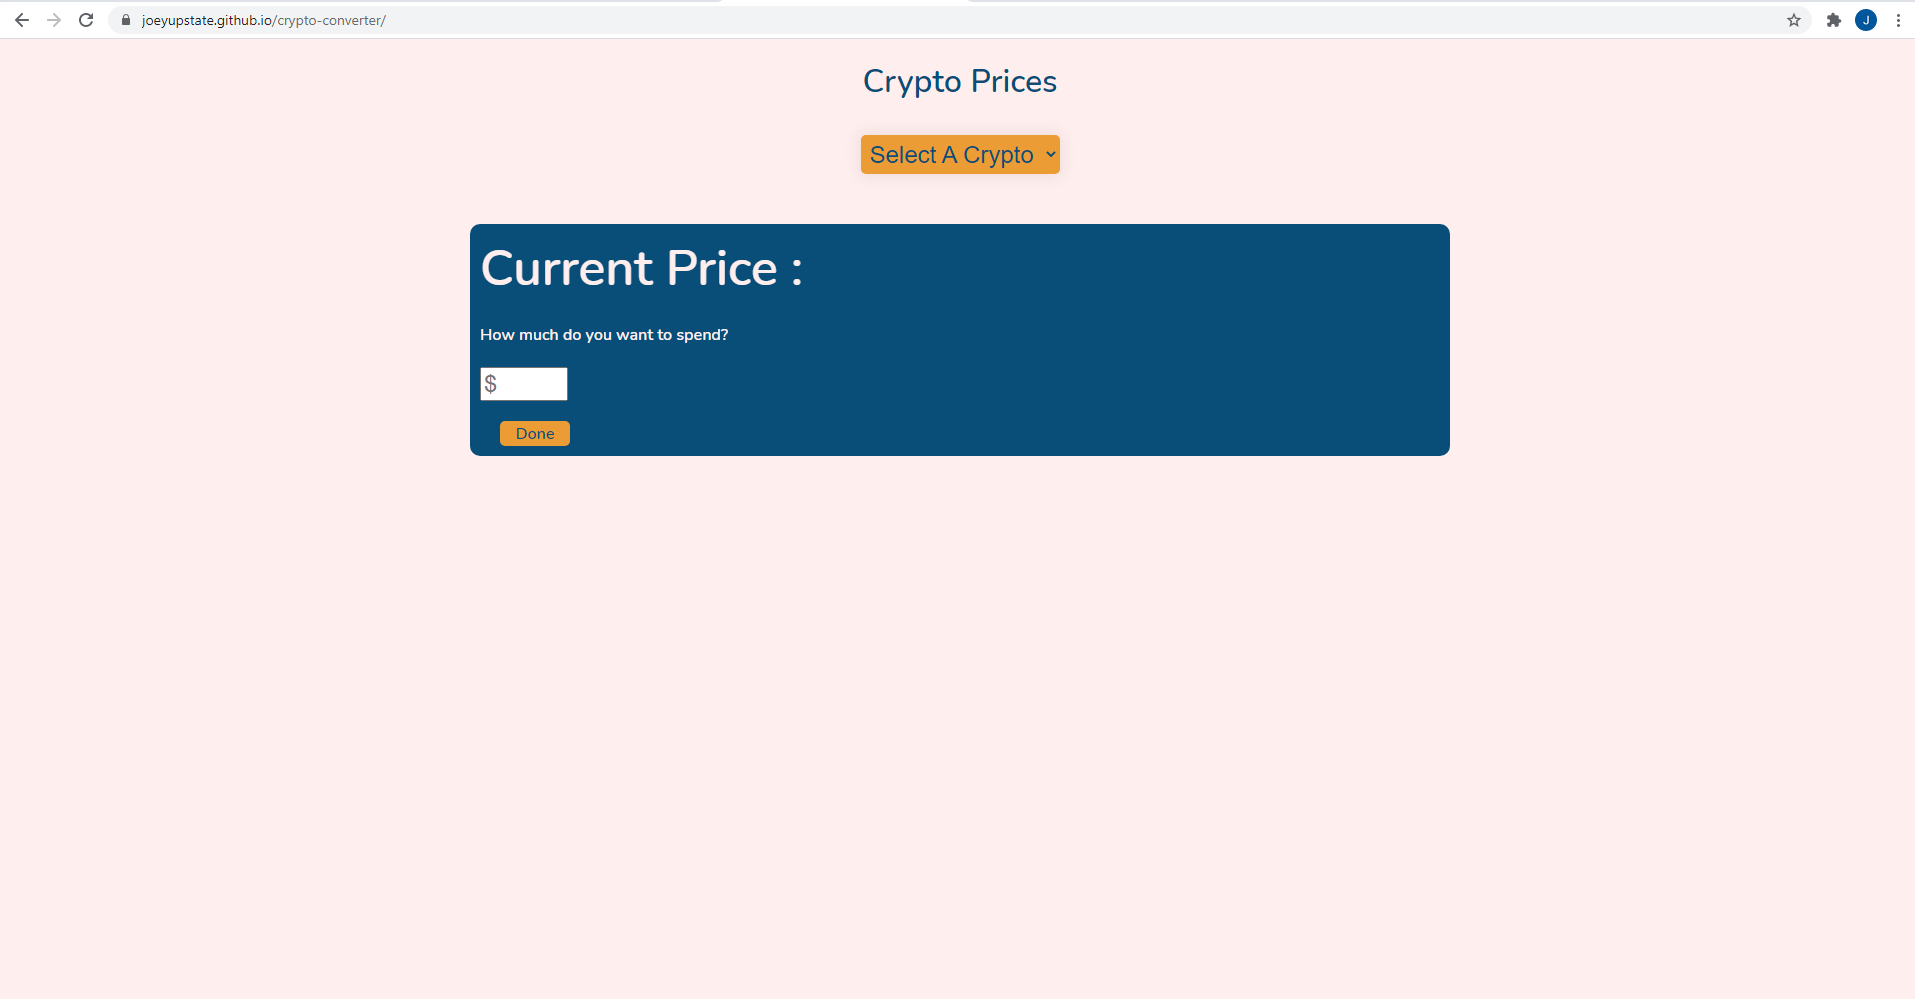 joeyupstate.github.io/crypto-converter/
J
Crypto Prices
Select A Crypto
Current Price :
How much do you want to spend?
$
Done